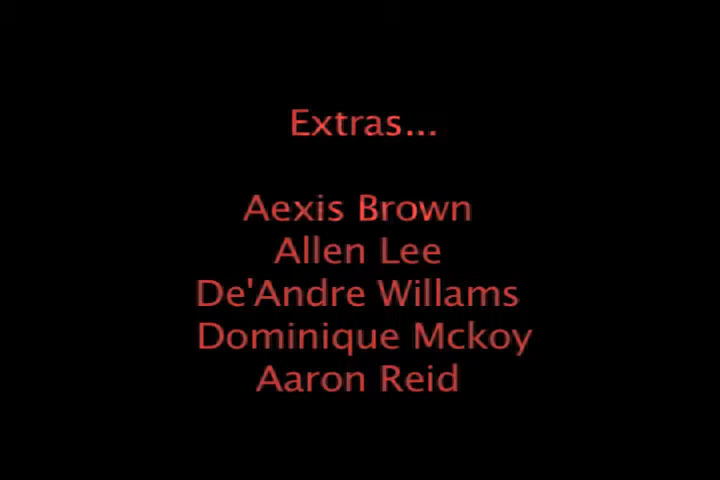 Extras...
Aexis Brown
Allen Lee
De'Andre Willams
Dominique Mckoy
Aaron Reid